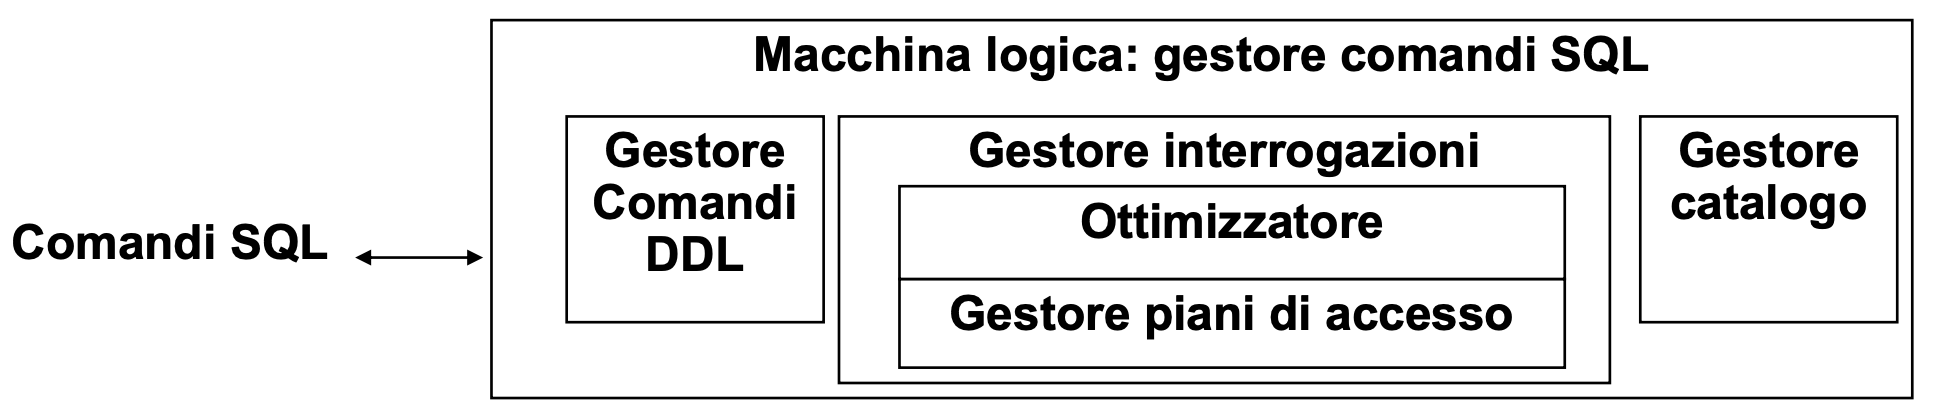 Macchina logica: gestore comandi SQL
Comandi SQL
Gestore
Comandi
DDL
Gestore interrogazioni
Ottimizzatore
Gestore piani di accesso
Gestore
catalogo